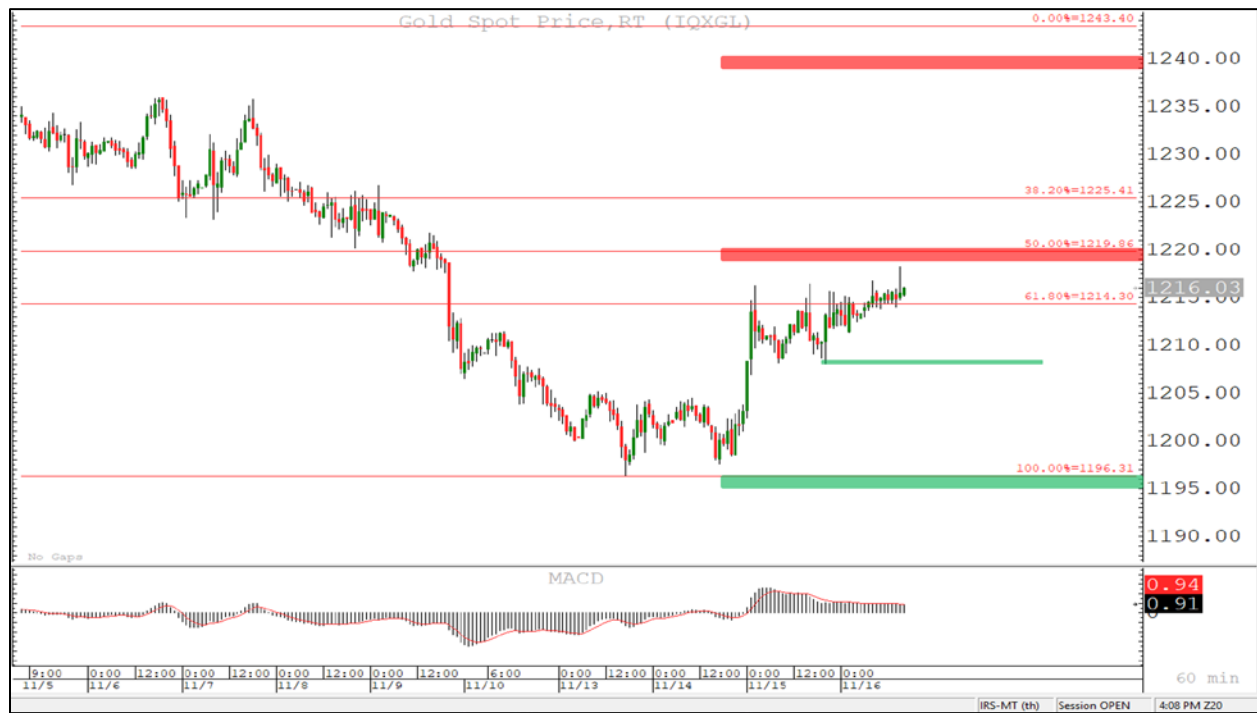 Gold Spot Price,RT (IQXGL)
0.00%=1243.40
1240.00
1235.00
1230.00
38.20%=1225.41
1225.00
50.00%=1219.86
1220.00
1216.03
61.80%=1214.30
1215.00
1210.00
1205.00
1200.00
100.00%=1196.31
1195.00
1190.00
No Gaps
MACD
0.94
0.91
0
9:00 0:00 12:00 0:00 12:00 0:00 12:00 0:00 12:00 6:00 0:00 12:00 0:00 12:00 0:00 12:00 0:00
11/5 11/6 11/7 11/8 11/9 11/10 11/13 11/14 11/15 11/16
60 min
IRS-MT (th) Session OPEN 4:08 PM Z20